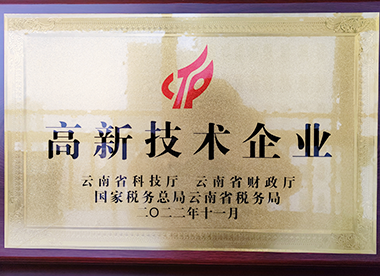 高新技术企业
云南省科技厅 云南省财政厅
国家税务总局云南省税务局
二〇二二年十一月